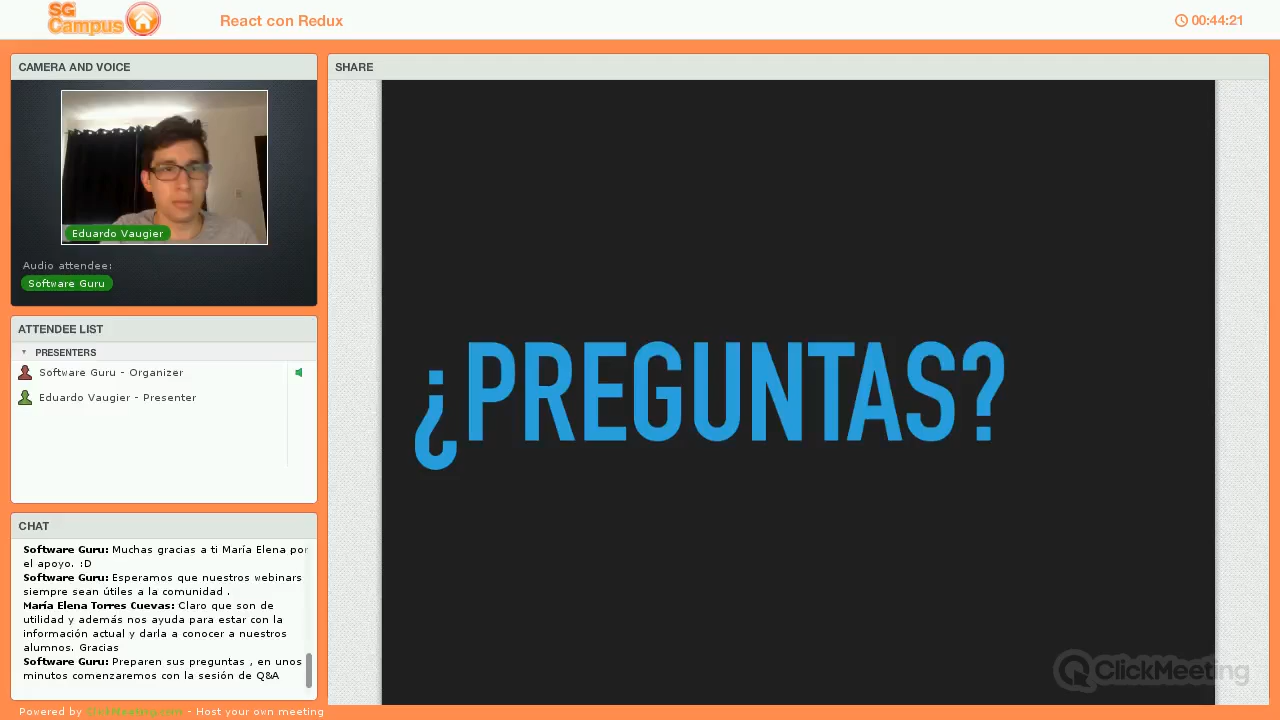 SG
Campus
React con Redux
00:44:21
CAMERA AND VOICE
Eduardo Vaugier
Audio attendee:
Software Guru
ATTENDEE LIST
PRESENTERS
Software Guru - Organizer
Eduardo Vaugier - Presenter
CHAT
Software Guru: Muchas gracias a ti María Elena por
el apoyo. :D
Software Guru: Esperamos que nuestros webinars
siempre sean útiles a la comunidad .
María Elena Torres Cuevas: Claro que son de
utilidad y además nos ayuda para estar con la
información actual y darla a conocer a nuestros
alumnos. Gracias
Software Guru: Preparen sus preguntas , en unos
minutos comenzaremos con la sesión de Q&A
Powered by ClickMeeting.com - Host your own meeting
SHARE
¿PREGUNTAS?
ClickMeeting